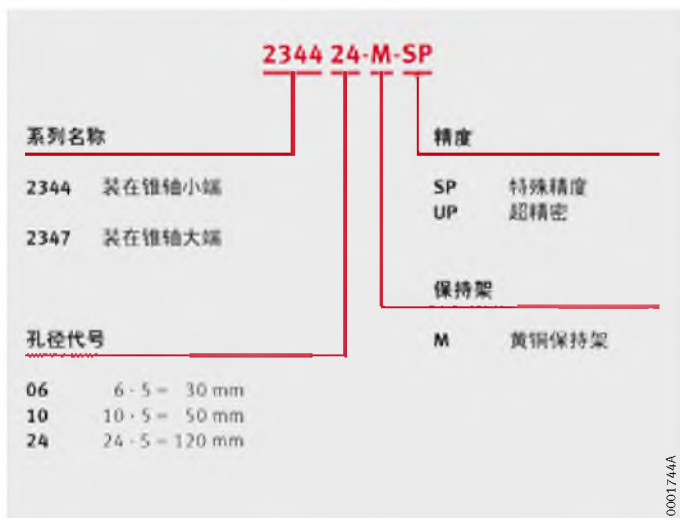 2344 24-M-SP
系列名称
2344 装在锥轴小端
2347 装在锥轴大端
孔径代号
06 6 · 5 = 30 mm
10 10 · 5 = 50 mm
24 24 · 5 = 120 mm
精度
SP 特殊精度
UP 超精密
保持架
M 黄铜保持架
0001744A